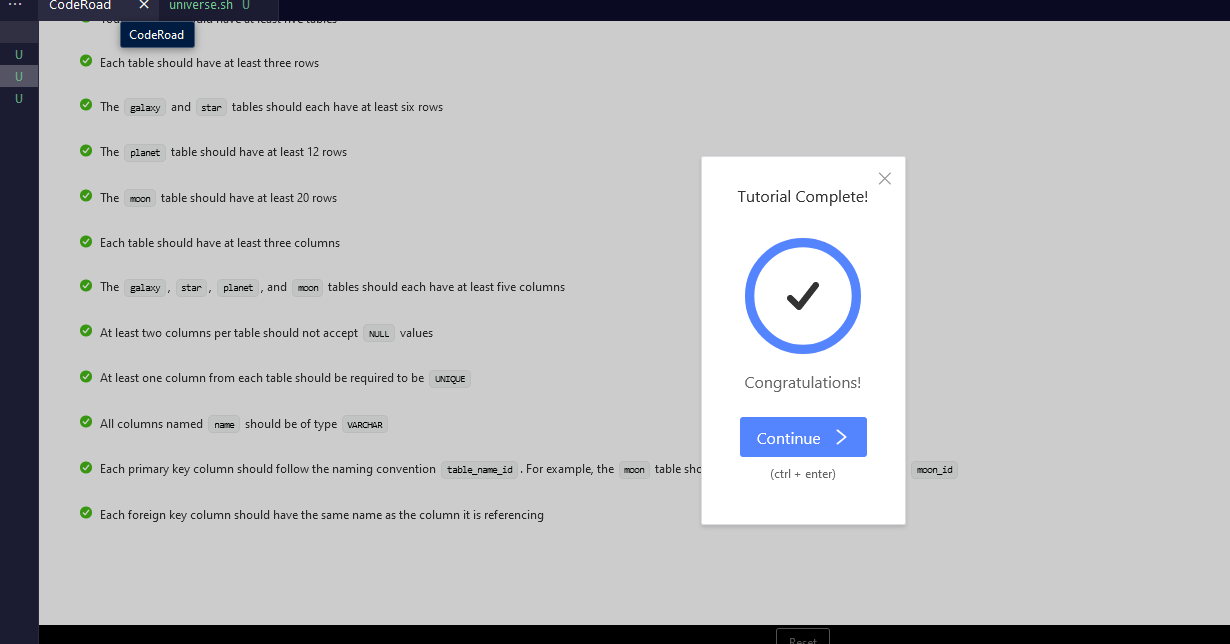 CodeRoad universe.sh U
have at least five tables
CodeRoad
U
U
U
Each table should have at least three rows
The galaxy and star tables should each have at least six rows
The planet table should have at least 12 rows
The moon table should have at least 20 rows
Each table should have at least three columns
The galaxy , star , planet , and moon tables should each have at least five columns
At least two columns per table should not accept NULL values
At least one column from each table should be required to be UNIQUE
All columns named name should be of type VARCHAR
Each primary key column should follow the naming convention table_name_id . For example, the moon table moon_id
Each foreign key column should have the same name as the column it is referencing
Tutorial Complete!
Congratulations!
Continue
(ctrl + enter)
Reset